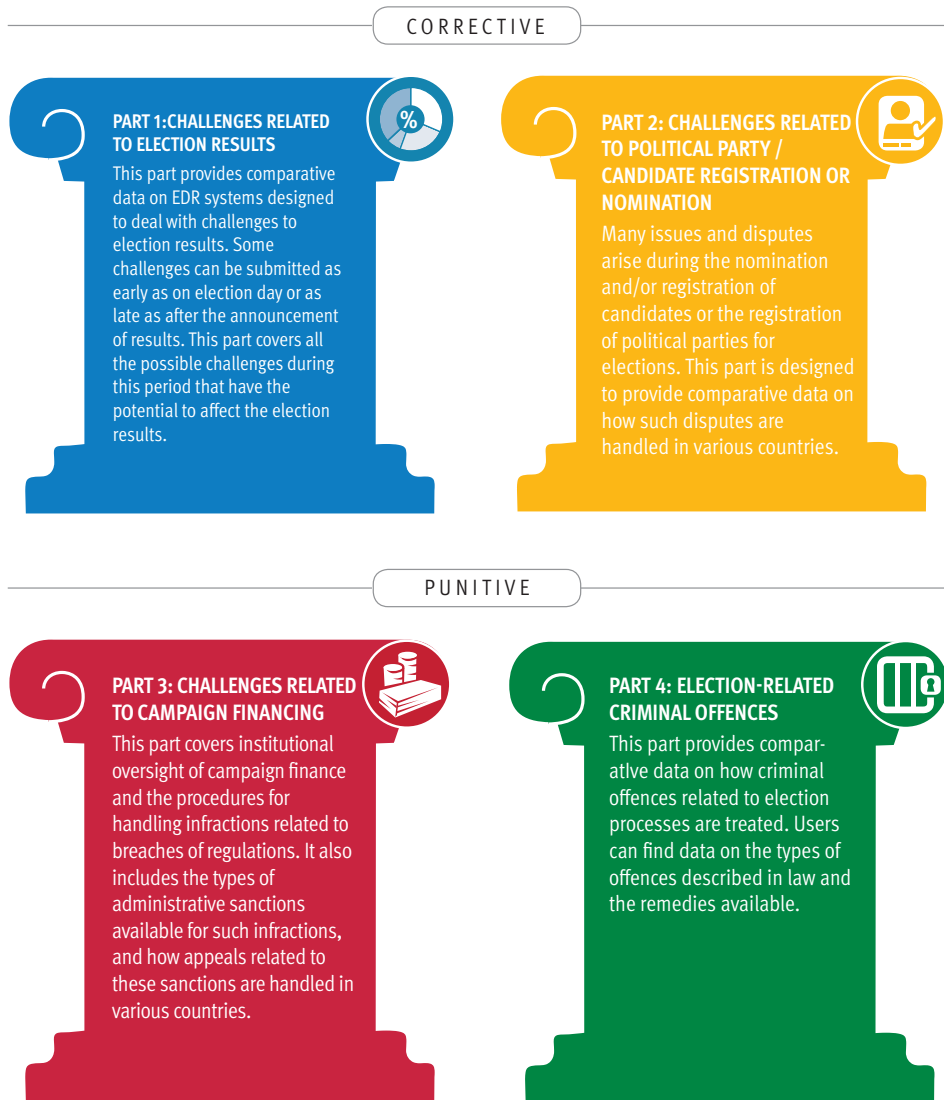 CORRECTIVE
PART 1:CHALLENGES RELATED
TO ELECTION RESULTS
This part provides comparative
data on EDR systems designed
to deal with challenges to
election results. Some
challenges can be submitted as
early as on election day or as
late as after the announcement
of results. This part covers all
the possible challenges during
this period that have the
potential to affect the election
results.
%
PART 2: CHALLENGES RELATED
TO POLITICAL PARTY /
CANDIDATE REGISTRATION OR
NOMINATION
Many issues and disputes
arise during the nomination
and/or registration of
candidates or the registration
of political parties for
elections. This part is designed
to provide comparative data on
how such disputes are
handled in various countries.
PUNITIVE
PART 3: CHALLENGES RELATED
TO CAMPAIGN FINANCING
This part covers institutional
oversight of campaign finance
and the procedures for
handling infractions related to
breaches of regulations. It also
includes the types of
administrative sanctions
available for such infractions,
and how appeals related to
these sanctions are handled in
various countries.
PART 4: ELECTION-RELATED
CRIMINAL OFFENCES
This part provides compar-
atIve data on how criminal
offences related to election
processes are treated. Users
can find data on the types of
offences described in law and
the remedies available.